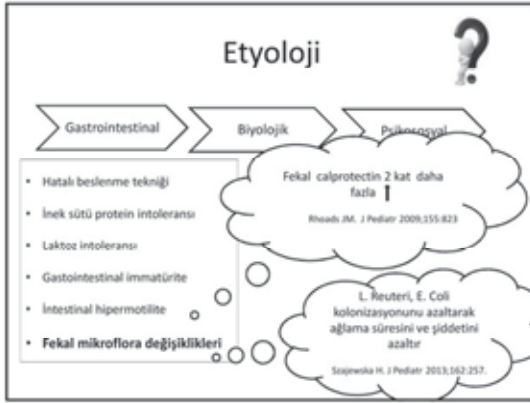 Etyoloji
Gastrointestinal
Biyolojik
Psikososyal
• Hatalı beslenme tekniği
• İnek sütü protein intoleransı
• Laktoz intoleransı
• Gastointestinal immatürite
• İntestinal hipermotilite
• Fekal mikroflora değişiklikleri
Fekal calprotectin 2 kat daha
fazla ↑
Rhoads JM. J Pediatr 2009;155:823
L. Reuteri, E. Coli
kolonizasyonunu azaltarak
ağlama süresini ve şiddetini
azaltır
Szajewska H. J Pediatr 2013;162:257.